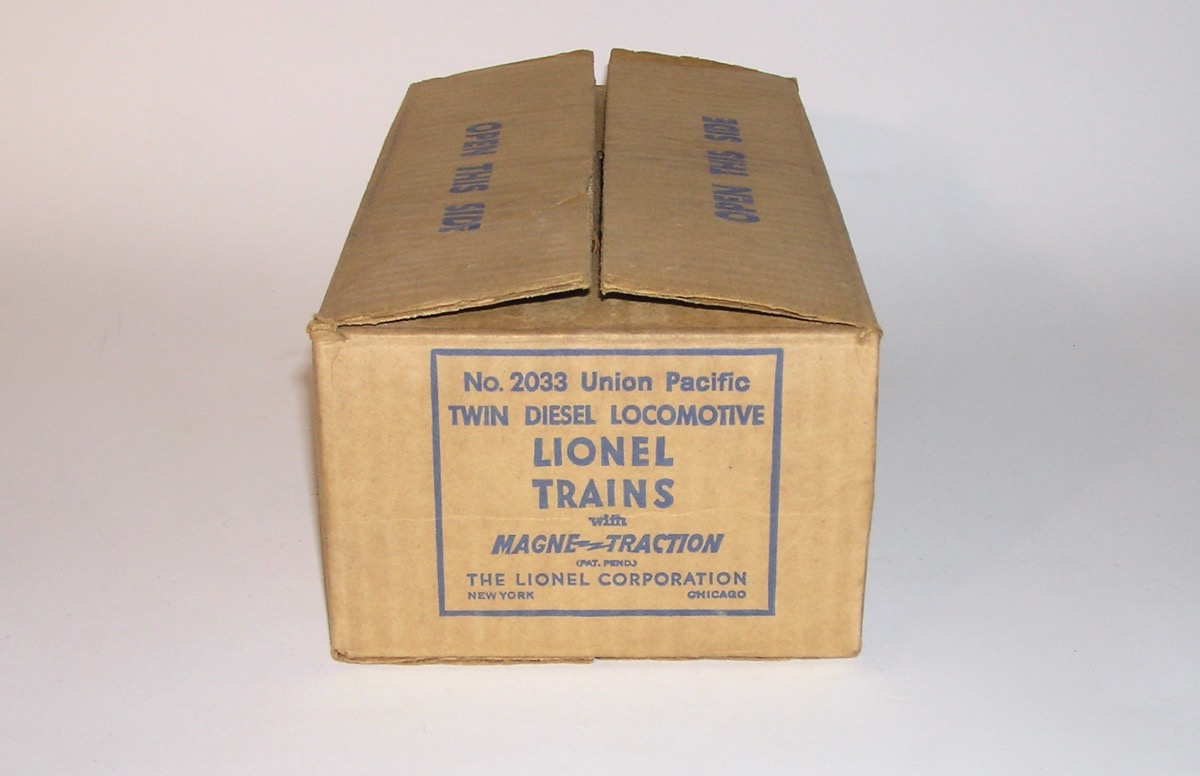 OPEN THIS SIDE
OPEN THIS SIDE
No. 2033 Union Pacific
TWIN DIESEL LOCOMOTIVE
LIONEL
TRAINS
with
MAGNE-TRACTION
(PAT. PEND.)
THE LIONEL CORPORATION
NEW YORK CHICAGO